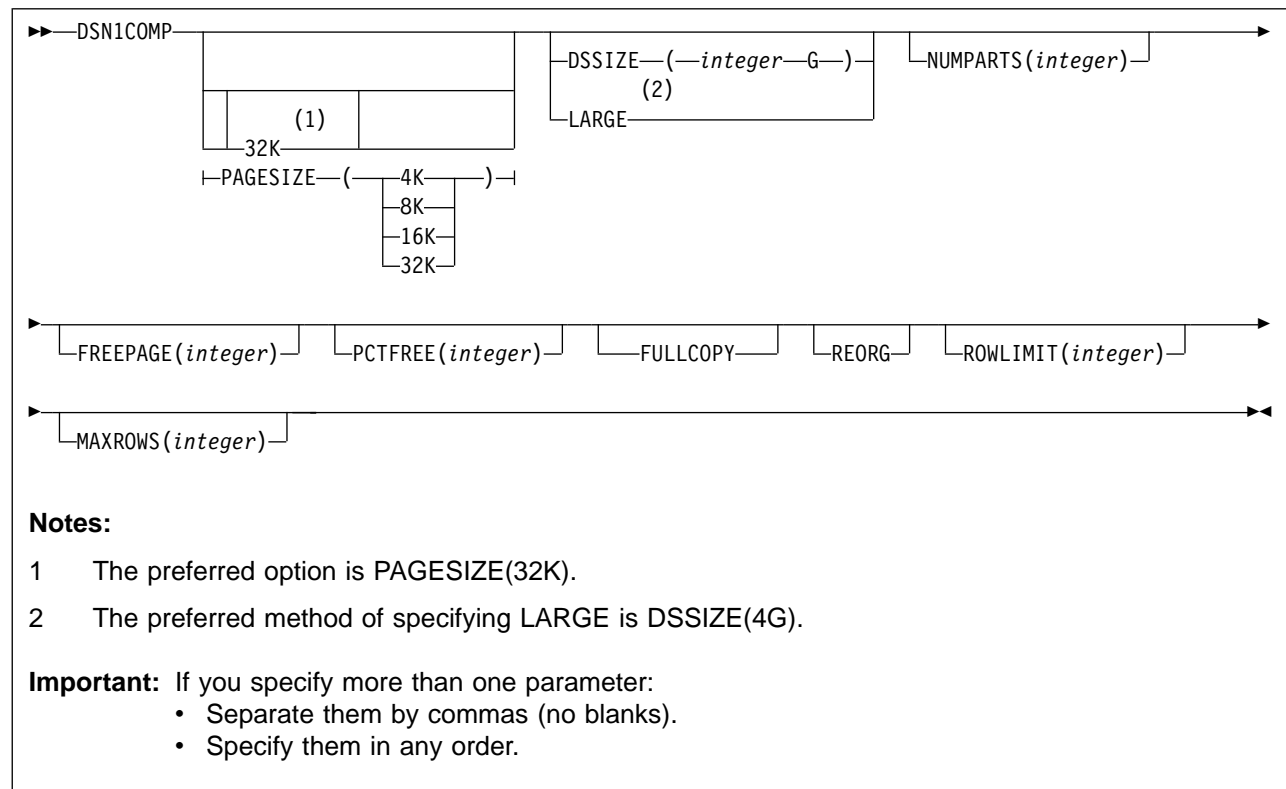 DSN1COMP
DSSIZE ( integer G ) NUMPARTS(integer)
(1) (2)
32K LARGE
PAGESIZE ( 4K )
8K
16K
32K
FREEPAGE(integer) PCTFREE(integer) FULLCOPY REORG ROWLIMIT(integer)
MAXROWS(integer)
Notes:
1 The preferred option is PAGESIZE(32K).
2 The preferred method of specifying LARGE is DSSIZE(4G).
Important: If you specify more than one parameter:
• Separate them by commas (no blanks).
• Specify them in any order.